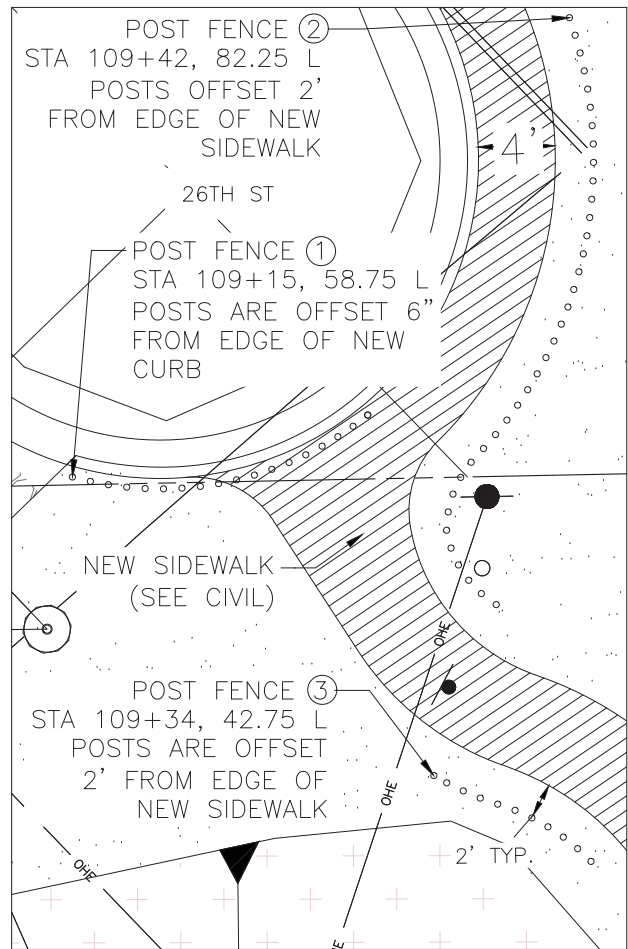 POST FENCE 2
STA 109+42, 82.25 L
POSTS OFFSET 2'
FROM EDGE OF NEW
SIDEWALK
4'
26TH ST
POST FENCE 1
STA 109+15, 58.75 L
POSTS ARE OFFSET 6"
FROM EDGE OF NEW
CURB
NEW SIDEWALK
(SEE CIVIL)
OHE
POST FENCE 3
STA 109+34, 42.75 L
POSTS ARE OFFSET
2' FROM EDGE OF
NEW SIDEWALK
OHE
2' TYP.
OHE